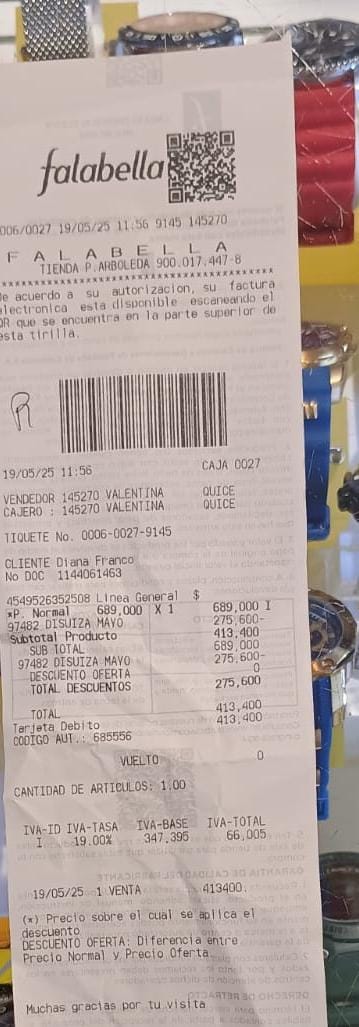 falabella
006/0027 19/05/25 11:56 9145 145270
F A L A B E L L A
TIENDA P.ARBOLEDA 900.017.447-8
****************************************
De acuerdo a su autorizacion, su factura
electronica esta disponible escaneando el
QR que se encuentra en la parte superior de
esta tirilla.
R
19/05/25 11:56 CAJA 0027
VENDEDOR 145270 VALENTINA QUICE
CAJERO : 145270 VALENTINA QUICE
TIQUETE No. 0006-0027-9145
CLIENTE Diana Franco
No DOC 1144061463
4549526352508 Linea General $
*P. Normal 689,000 X 1 689,000 I
97482 DISUIZA MAYO 275,600-
Subtotal Producto 413,400
SUB TOTAL 689,000
97482 DISUIZA MAYO 275,600-
DESCUENTO OFERTA 0
TOTAL DESCUENTOS 275,600
TOTAL 413,400
Tarjeta Debito 413,400
CODIGO AUT.: 685556
VUELTO 0
CANTIDAD DE ARTICULOS: 1.00
IVA-ID IVA-TASA IVA-BASE IVA-TOTAL
I 19.00% 347,395 66,005
19/05/25 1 VENTA 413400.
(*) Precio sobre el cual se aplica el
descuento
DESCUENTO OFERTA: Diferencia entre
Precio Normal y Precio Oferta
Muchas gracias por tu visita